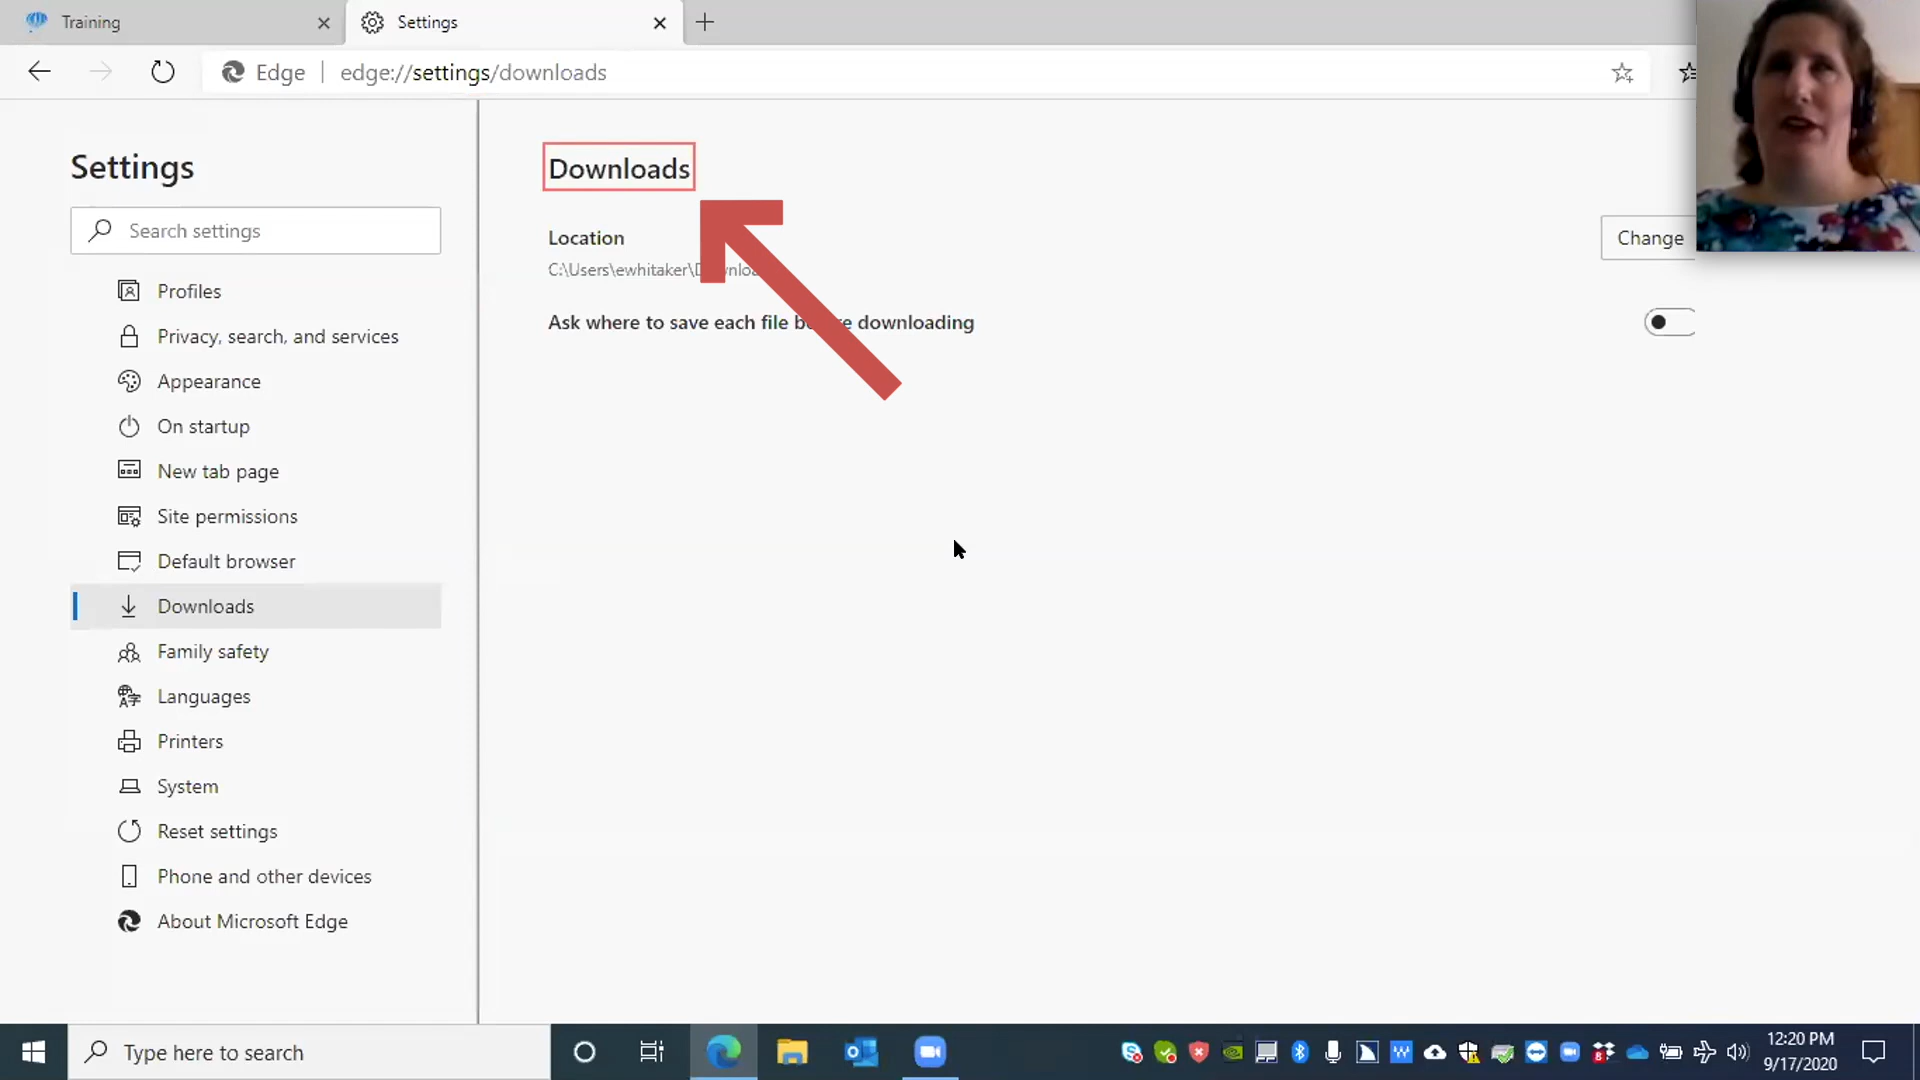 Training
Settings
Edge
edge://settings/downloads
Settings
Search settings
Profiles
Privacy, search, and services
Appearance
On startup
New tab page
Site permissions
Default browser
Downloads
Family safety
Languages
Printers
System
Reset settings
Phone and other devices
About Microsoft Edge
Downloads
Location
Change
C:\Users\ewhitaker\
Ask where to save each file downloading
Type here to search
12:20 PM
9/17/2020